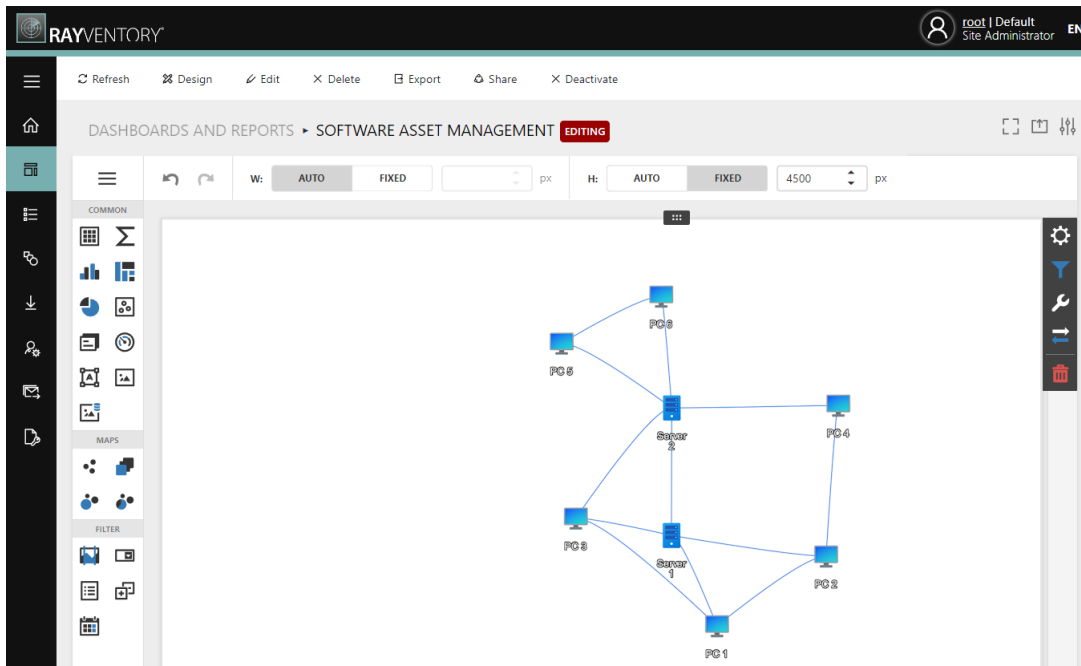 RAYVENTORY
root | Default
Site Administrator
EN
Refresh
Design
Edit
Delete
Export
Share
Deactivate
DASHBOARDS AND REPORTS ▸ SOFTWARE ASSET MANAGEMENT EDITING
W: AUTO FIXED px H: AUTO FIXED 4500 px
COMMON
MAPS
FILTER
PC 6
PC 5
Server
2
PC 4
PC 3
Server
1
PC 2
PC 1